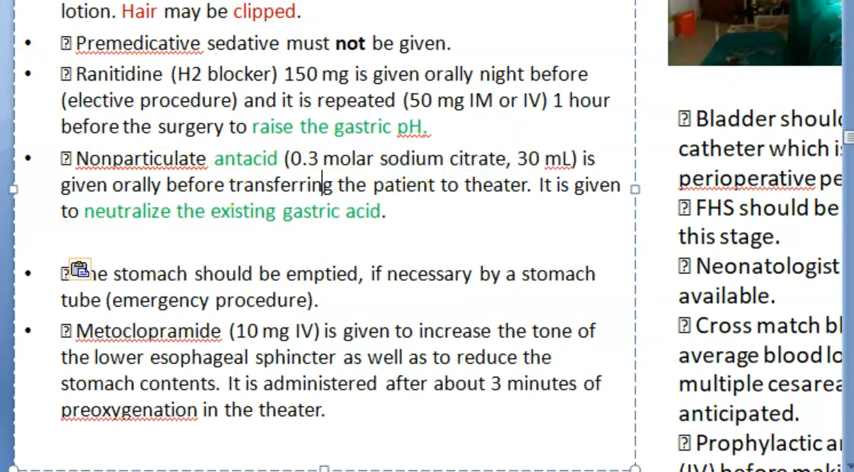 lotion. Hair may be clipped.
• Premedicative sedative must not be given.
• Ranitidine (H2 blocker) 150 mg is given orally night before
(elective procedure) and it is repeated (50 mg IM or IV) 1 hour
before the surgery to raise the gastric pH.
• Nonparticulate antacid (0.3 molar sodium citrate, 30 mL) is
given orally before transferring the patient to theater. It is given
to neutralize the existing gastric acid.
• he stomach should be emptied, if necessary by a stomach
tube (emergency procedure).
• Metoclopramide (10 mg IV) is given to increase the tone of
the lower esophageal sphincter as well as to reduce the
stomach contents. It is administered after about 3 minutes of
preoxygenation in the theater.
Bladder should
catheter which is
perioperative pe
FHS should be
this stage.
Neonatologist
available.
Cross match bl
average blood lo
multiple cesarea
anticipated.
Prophylactic an
(IV) before maki